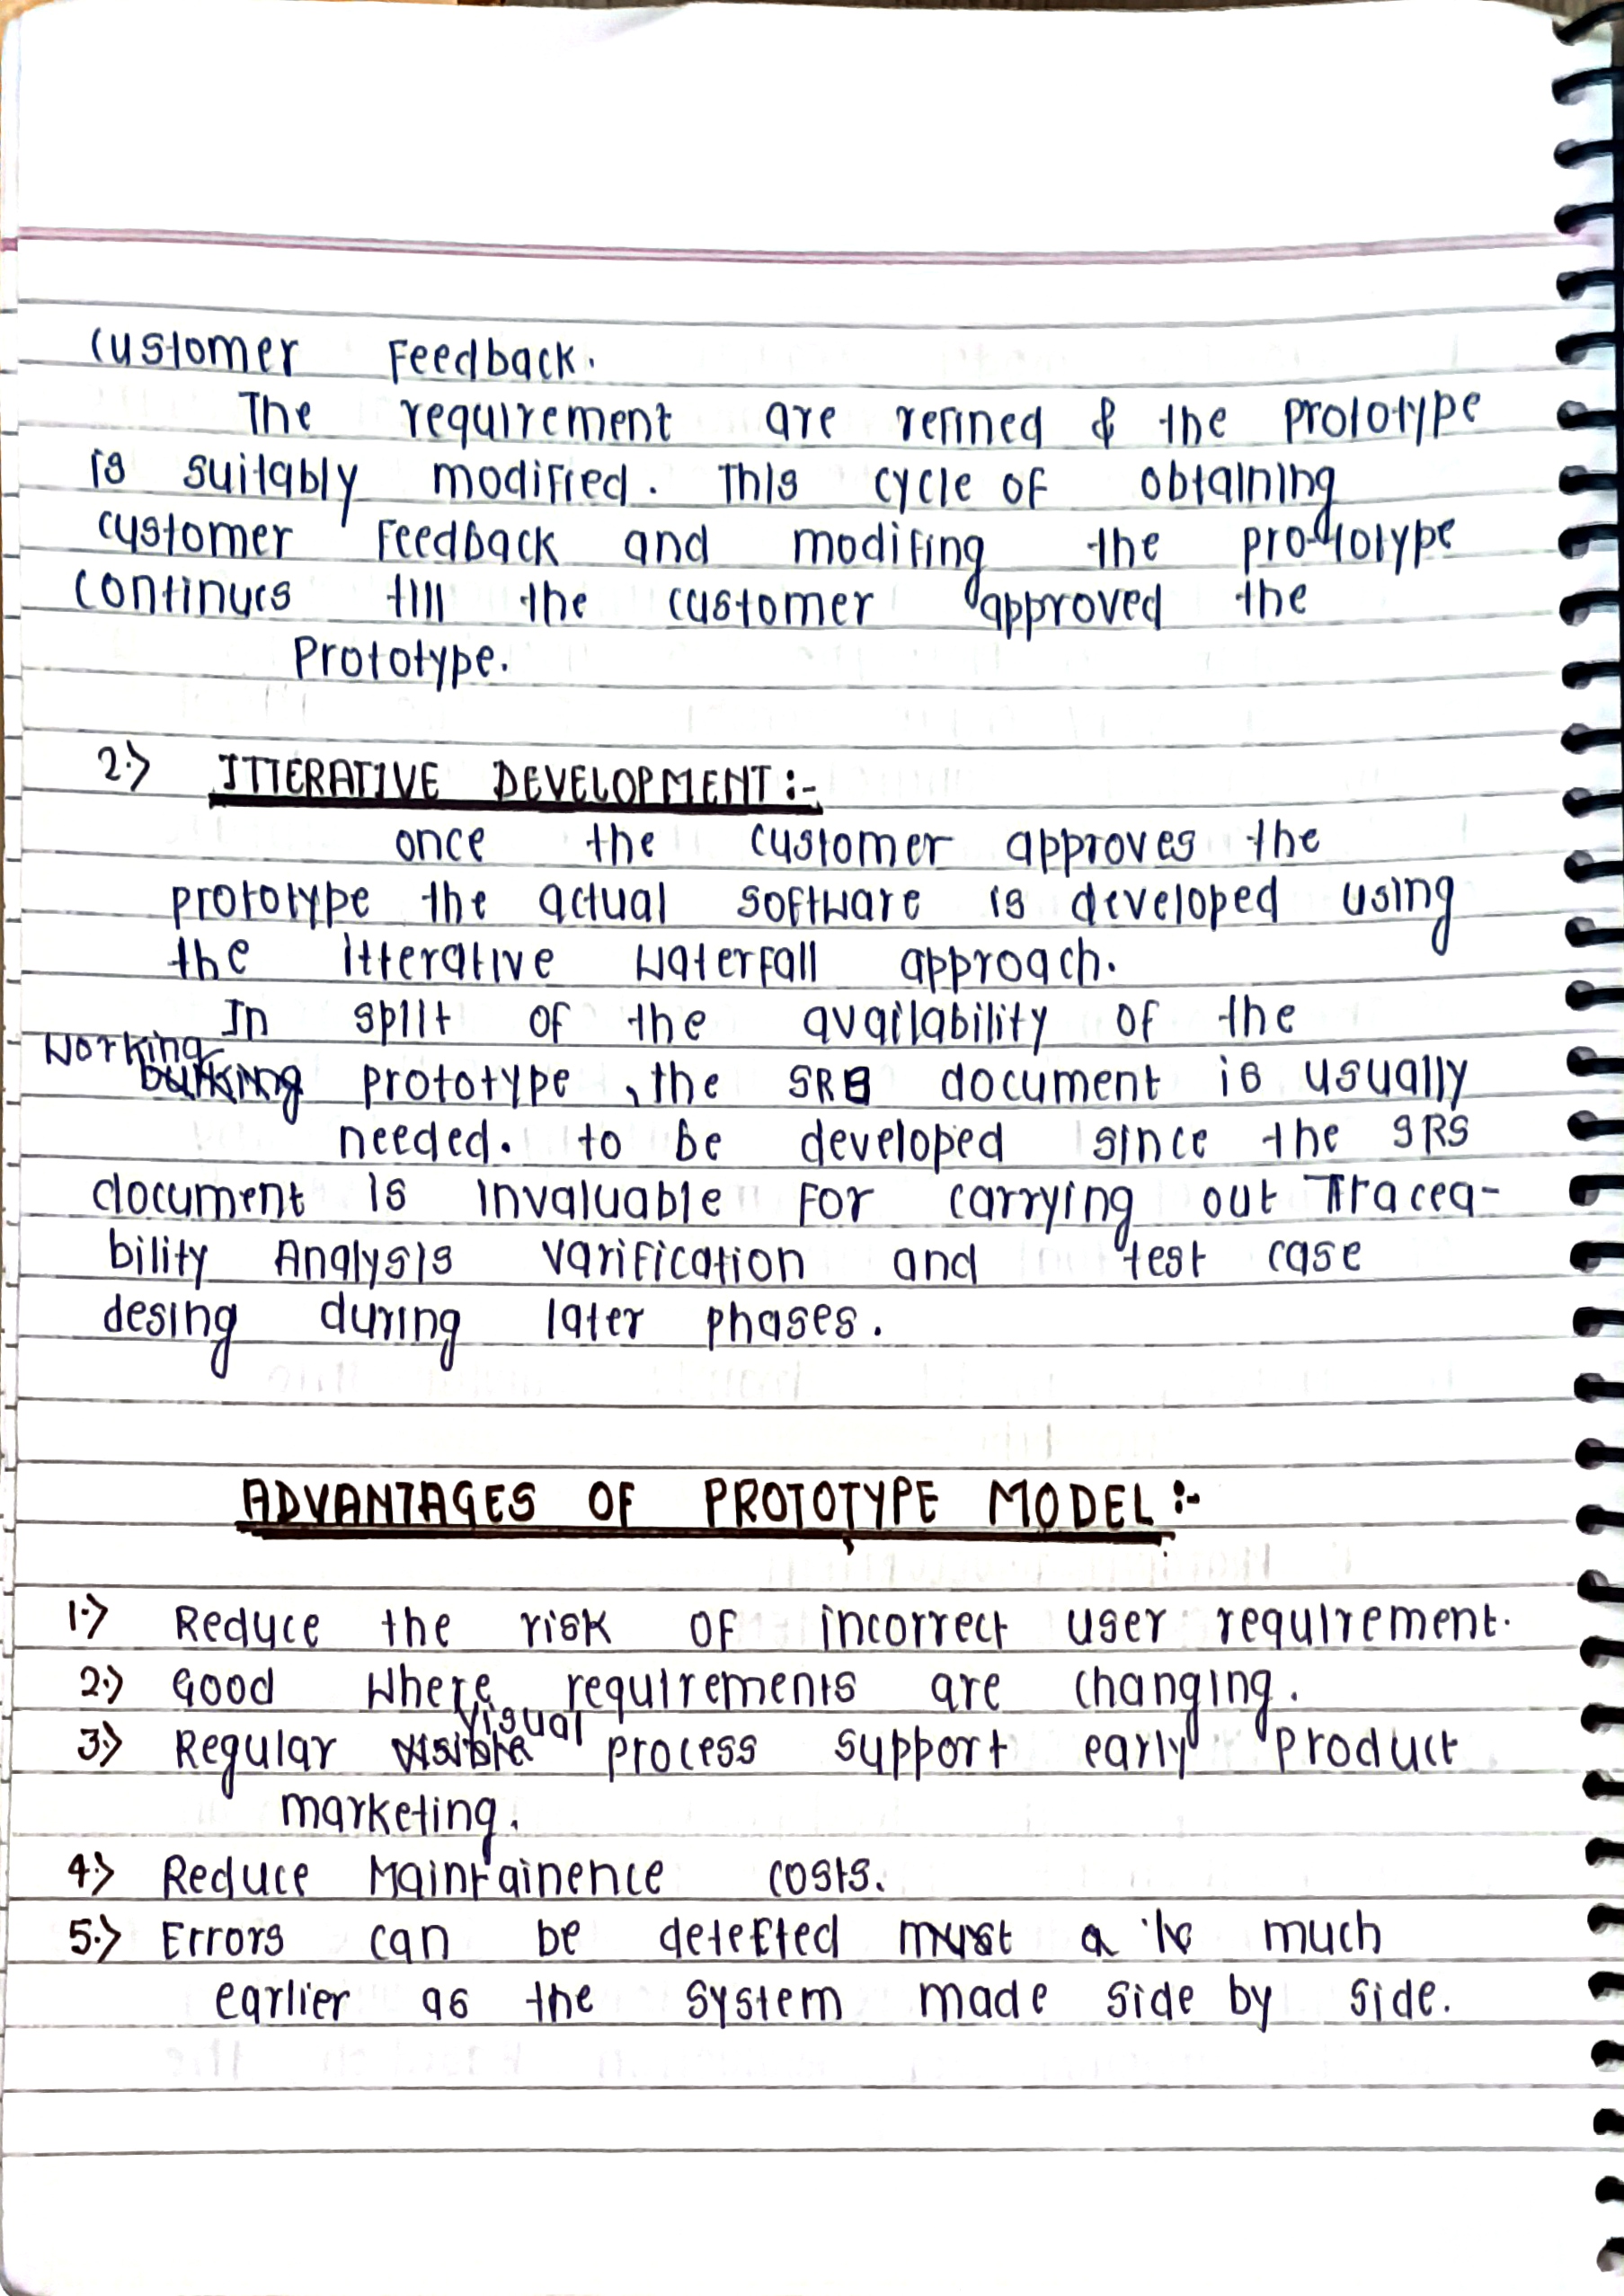 customer Feedback.
The requirement are refined & the prototype
is suitably modified. This cycle of obtaining
customer Feedback and modifing the prototype
continues till the customer approved the
Prototype.
2.> ITTERATIVE DEVELOPMENT :-
once the customer approves the
prototype the actual software is developed using
the itterative waterfall approach.
In spilt of the availability of the
working
prototype, the SRS document is usually
needed. to be developed since the SRS
document is invaluable for carrying out Tracea-
bility Analysis varification and test case
desing during later phases.
ADVANTAGES OF PROTOTYPE MODEL :-
1.> Reduce the risk of incorrect user requirement.
2.> Good where requirements are changing.
3.> Regular visual process support early product
marketing.
4.> Reduce Maintainence costs.
5.> Errors can be detected much
earlier as the system made side by side.